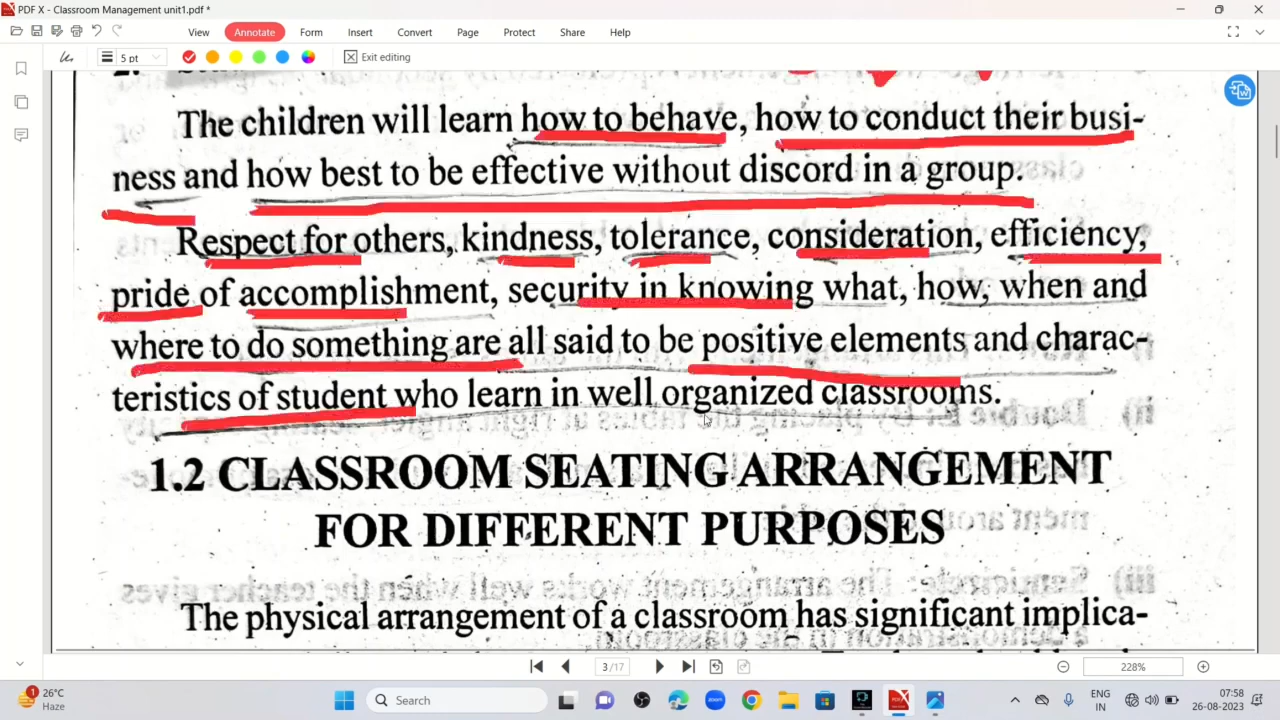 PDF X - Classroom Management unit1.pdf *
View Annotate Form Insert Convert Page Protect Share Help
5 pt Exit editing
The children will learn how to behave, how to conduct their busi-
ness and how best to be effective without discord in a group.
Respect for others, kindness, tolerance, consideration, efficiency,
pride of accomplishment, security in knowing what, how, when and
where to do something are all said to be positive elements and charac-
teristics of student who learn in well organized classrooms.
1.2 CLASSROOM SEATING ARRANGEMENT
FOR DIFFERENT PURPOSES
The physical arrangement of a classroom has significant implica-
3 / 17
228%
1
26°C
Haze
Search
zoom
ENG
IN
07:58
26-08-2023